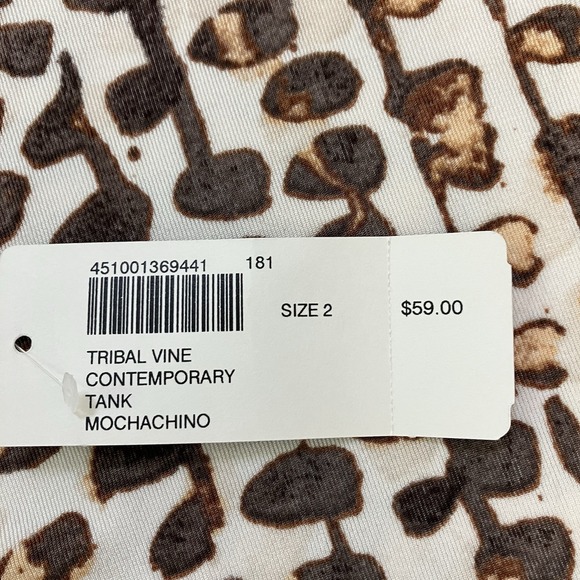 451001369441 181
SIZE 2 $59.00
TRIBAL VINE
CONTEMPORARY
TANK
MOCHACHINO